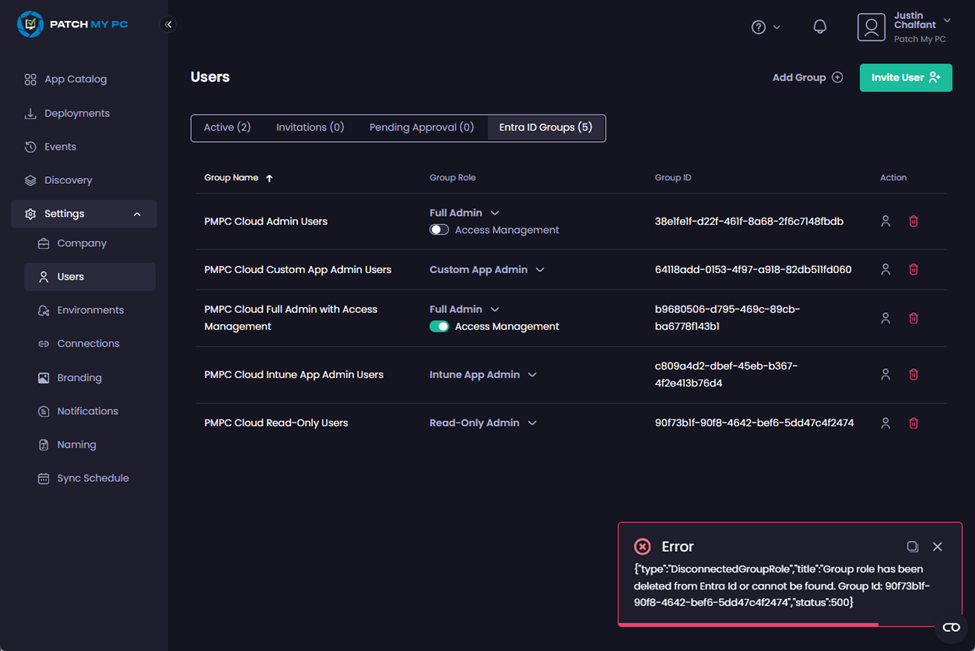 PATCH MY PC
Justin
Chalfant
Patch My PC
App Catalog
Deployments
Events
Discovery
Settings
Company
Users
Environments
Connections
Branding
Notifications
Naming
Sync Schedule
Users
Add Group
Invite User
Active (2) Invitations (0) Pending Approval (0) Entra ID Groups (5)
Group Name Group Role Group ID Action
PMPC Cloud Admin Users
Full Admin
Access Management
38e1fe1f-d22f-461f-8a68-2f6c7148fbdb
PMPC Cloud Custom App Admin Users
Custom App Admin
64118add-0153-4f97-a918-82db511fd060
PMPC Cloud Full Admin with Access
Management
Full Admin
Access Management
b9680506-d795-469c-89cb-
ba6778f143b1
PMPC Cloud Intune App Admin Users
Intune App Admin
c809a4d2-dbef-45eb-b367-
4f2e413b76d4
PMPC Cloud Read-Only Users
Read-Only Admin
90f73b1f-90f8-4642-bef6-5dd47c4f2474
Error
{"type":"DisconnectedGroupRole","title":"Group role has been
deleted from Entra Id or cannot be found. Group Id: 90f73b1f-
90f8-4642-bef6-5dd47c4f2474","status":500}